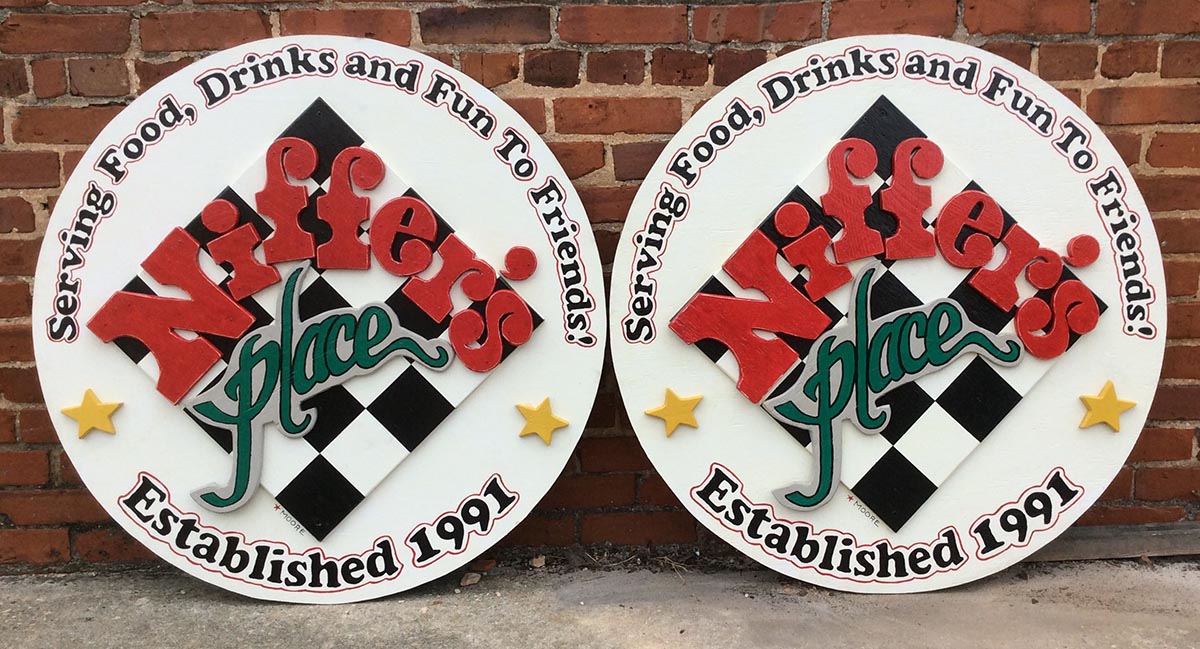 Serving Food, Drinks and Fun To Friends!
Niffer's
place
★MOORE
Established 1991
Serving Food, Drinks and Fun To Friends!
Niffer's
place
★MOORE
Established 1991